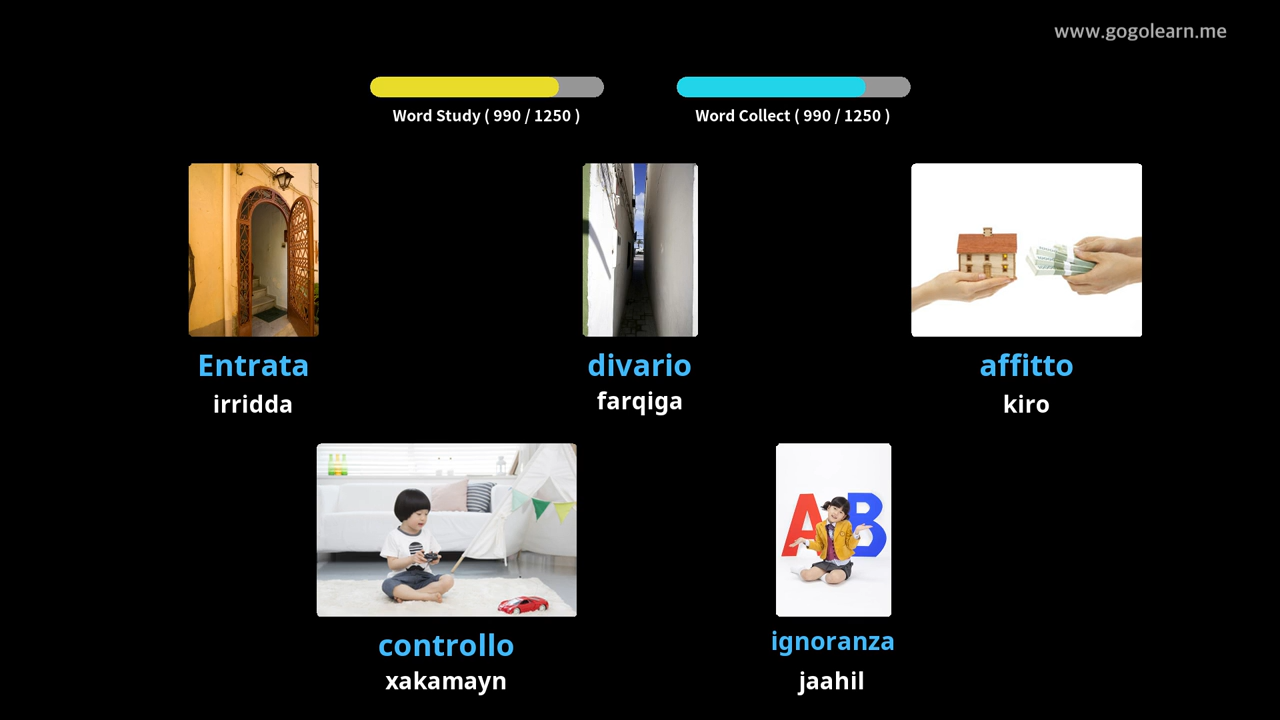 www.gogolearn.me
Word Study ( 990 / 1250 )
Word Collect ( 990 / 1250 )
Entrata
irridda
divario
farqiga
affitto
kiro
controllo
xakamayn
A B
ignoranza
jaahil